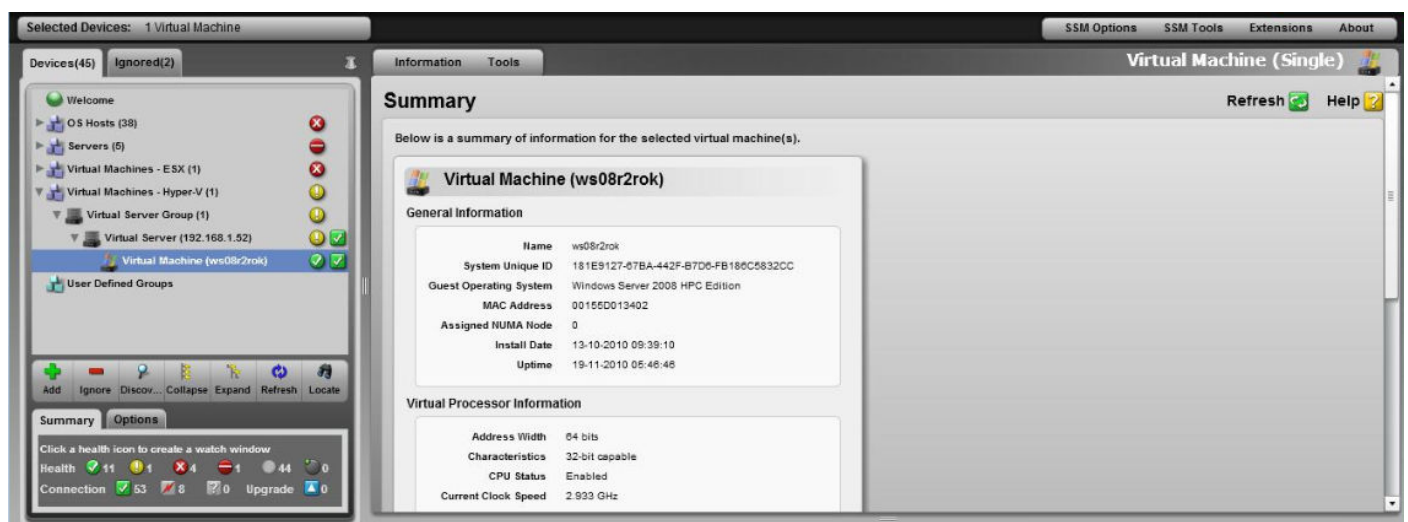 Selected Devices: 1 Virtual Machine
SSM Options SSM Tools Extensions About
Devices(45) Ignored(2)
Information Tools
Virtual Machine (Single)
Welcome
OS Hosts (38)
Servers (5)
Virtual Machines - ESX (1)
Virtual Machines - Hyper-V (1)
Virtual Server Group (1)
Virtual Server (192.168.1.52)
Virtual Machine (ws08r2rok)
User Defined Groups
Add Ignore Discov... Collapse Expand Refresh Locate
Summary Options
Click a health icon to create a watch window
Health 11 1 4 1 44 0
Connection 53 8 0 Upgrade 0
Summary
Refresh Help
Below is a summary of information for the selected virtual machine(s).
Virtual Machine (ws08r2rok)
General Information
Name ws08r2rok
System Unique ID 181E9127-67BA-442F-B7D6-FB186C6832CC
Guest Operating System Windows Server 2008 HPC Edition
MAC Address 00155D013402
Assigned NUMA Node 0
Install Date 13-10-2010 09:39:10
Uptime 19-11-2010 05:46:46
Virtual Processor Information
Address Width 64 bits
Characteristics 32-bit capable
CPU Status Enabled
Current Clock Speed 2.933 GHz